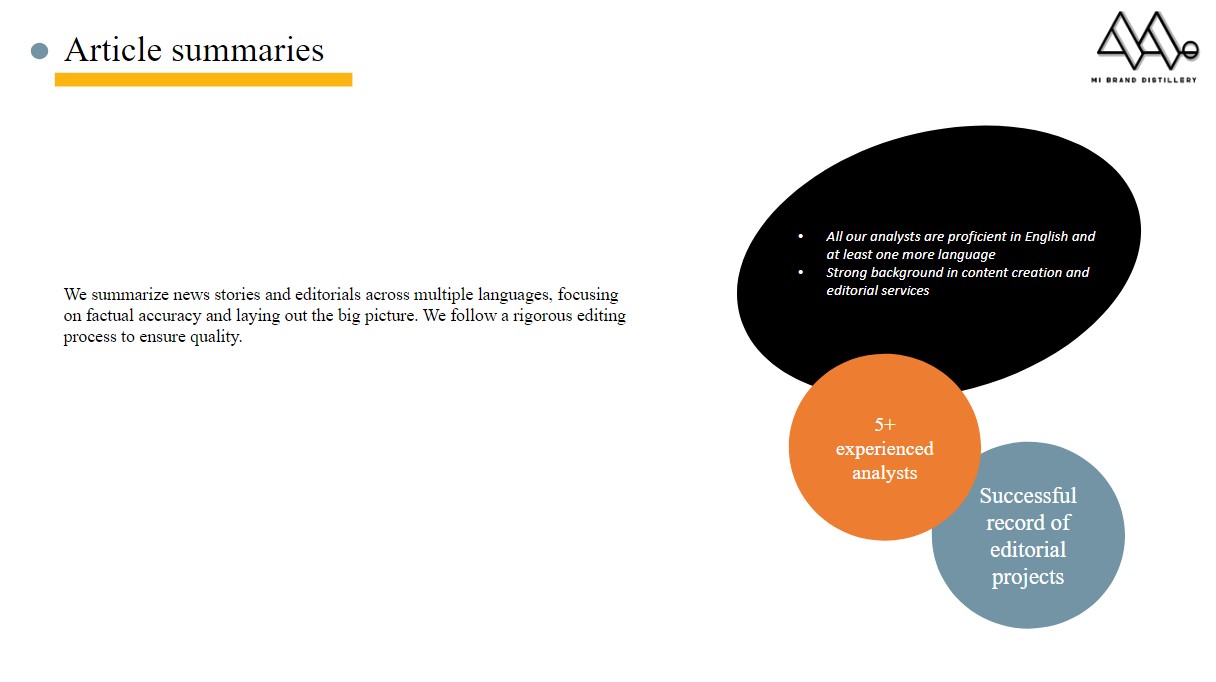 Article summaries
MI BRAND DISTILLERY
• All our analysts are proficient in English and
at least one more language
• Strong background in content creation and
editorial services
We summarize news stories and editorials across multiple languages, focusing
on factual accuracy and laying out the big picture. We follow a rigorous editing
process to ensure quality.
5+
experienced
analysts
Successful
record of
editorial
projects